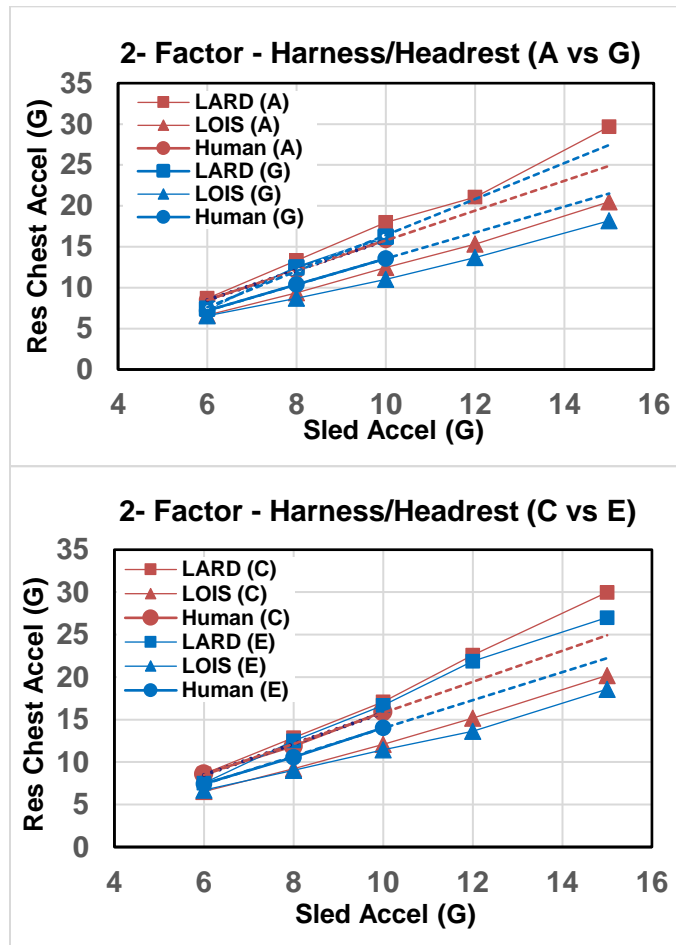 2- Factor - Harness/Headrest (A vs G)
35
30
25
20
15
10
5
0
Res Chest Accel (G)
LARD (A)
LOIS (A)
Human (A)
LARD (G)
LOIS (G)
Human (G)
4 6 8 10 12 14 16
Sled Accel (G)
2- Factor - Harness/Headrest (C vs E)
35
30
25
20
15
10
5
0
Res Chest Accel (G)
LARD (C)
LOIS (C)
Human (C)
LARD (E)
LOIS (E)
Human (E)
4 6 8 10 12 14 16
Sled Accel (G)